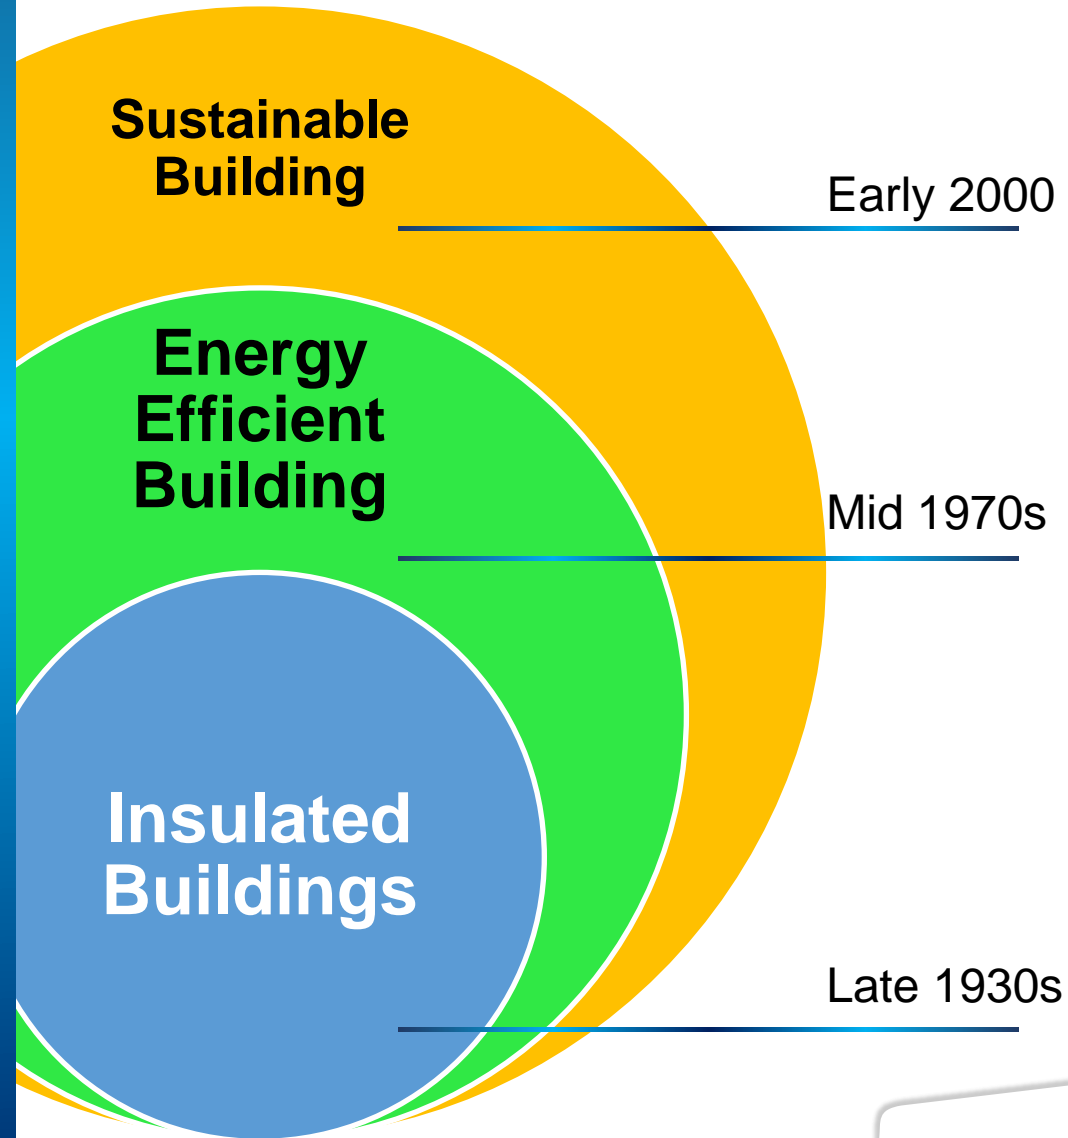 Sustainable
Building
Early 2000
Energy
Efficient
Building
Mid 1970s
Insulated
Buildings
Late 1930s